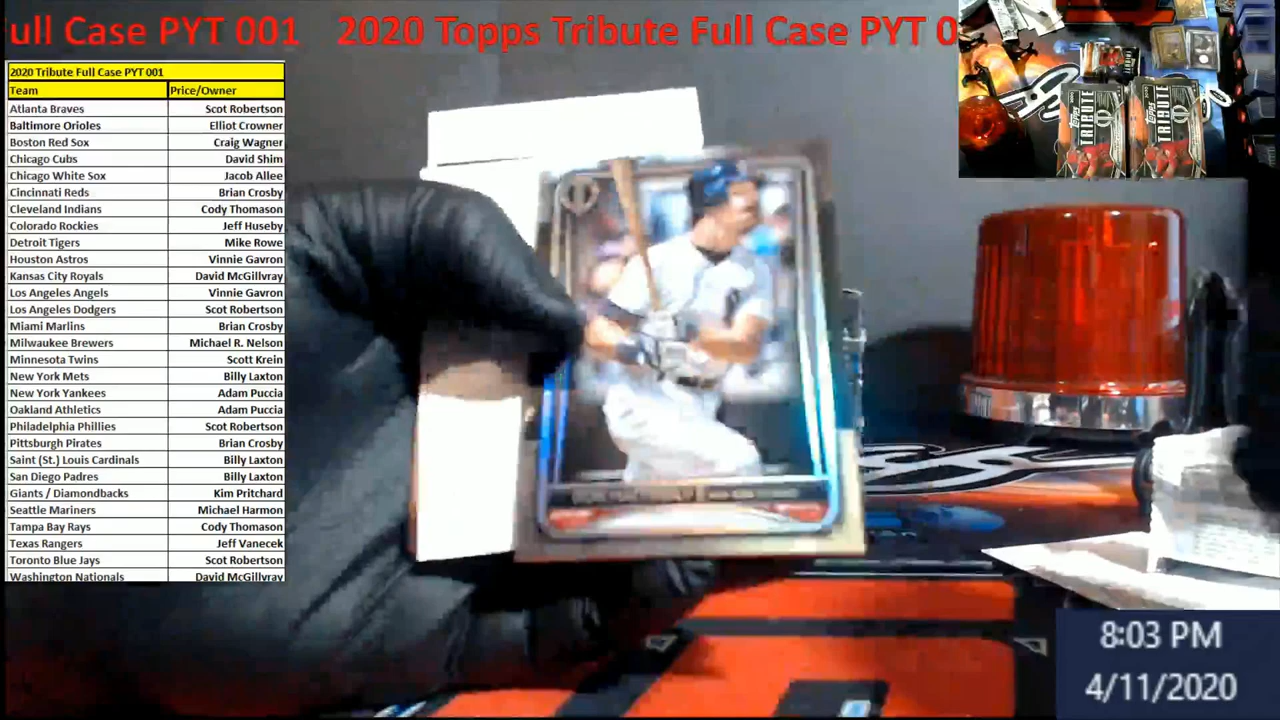 ull Case PYT 001 2020 Topps Tribute Full Case PYT 0
2020 Tribute Full Case PYT 001
Team Price/Owner
Atlanta Braves Scot Robertson
Baltimore Orioles Elliot Crowner
Boston Red Sox Craig Wagner
Chicago Cubs David Shim
Chicago White Sox Jacob Allee
Cincinnati Reds Brian Crosby
Cleveland Indians Cody Thomason
Colorado Rockies Jeff Huseby
Detroit Tigers Mike Rowe
Houston Astros Vinnie Gavron
Kansas City Royals David McGillvray
Los Angeles Angels Vinnie Gavron
Los Angeles Dodgers Scot Robertson
Miami Marlins Brian Crosby
Milwaukee Brewers Michael R. Nelson
Minnesota Twins Scott Krein
New York Mets Billy Laxton
New York Yankees Adam Puccia
Oakland Athletics Adam Puccia
Philadelphia Phillies Scot Robertson
Pittsburgh Pirates Brian Crosby
Saint (St.) Louis Cardinals Billy Laxton
San Diego Padres Billy Laxton
Giants / Diamondbacks Kim Pritchard
Seattle Mariners Michael Harmon
Tampa Bay Rays Cody Thomason
Texas Rangers Jeff Vanecek
Toronto Blue Jays Scot Robertson
Washington Nationals David McGillvray
Topps TRIBUTE
Topps TRIBUTE
8:03 PM
4/11/2020